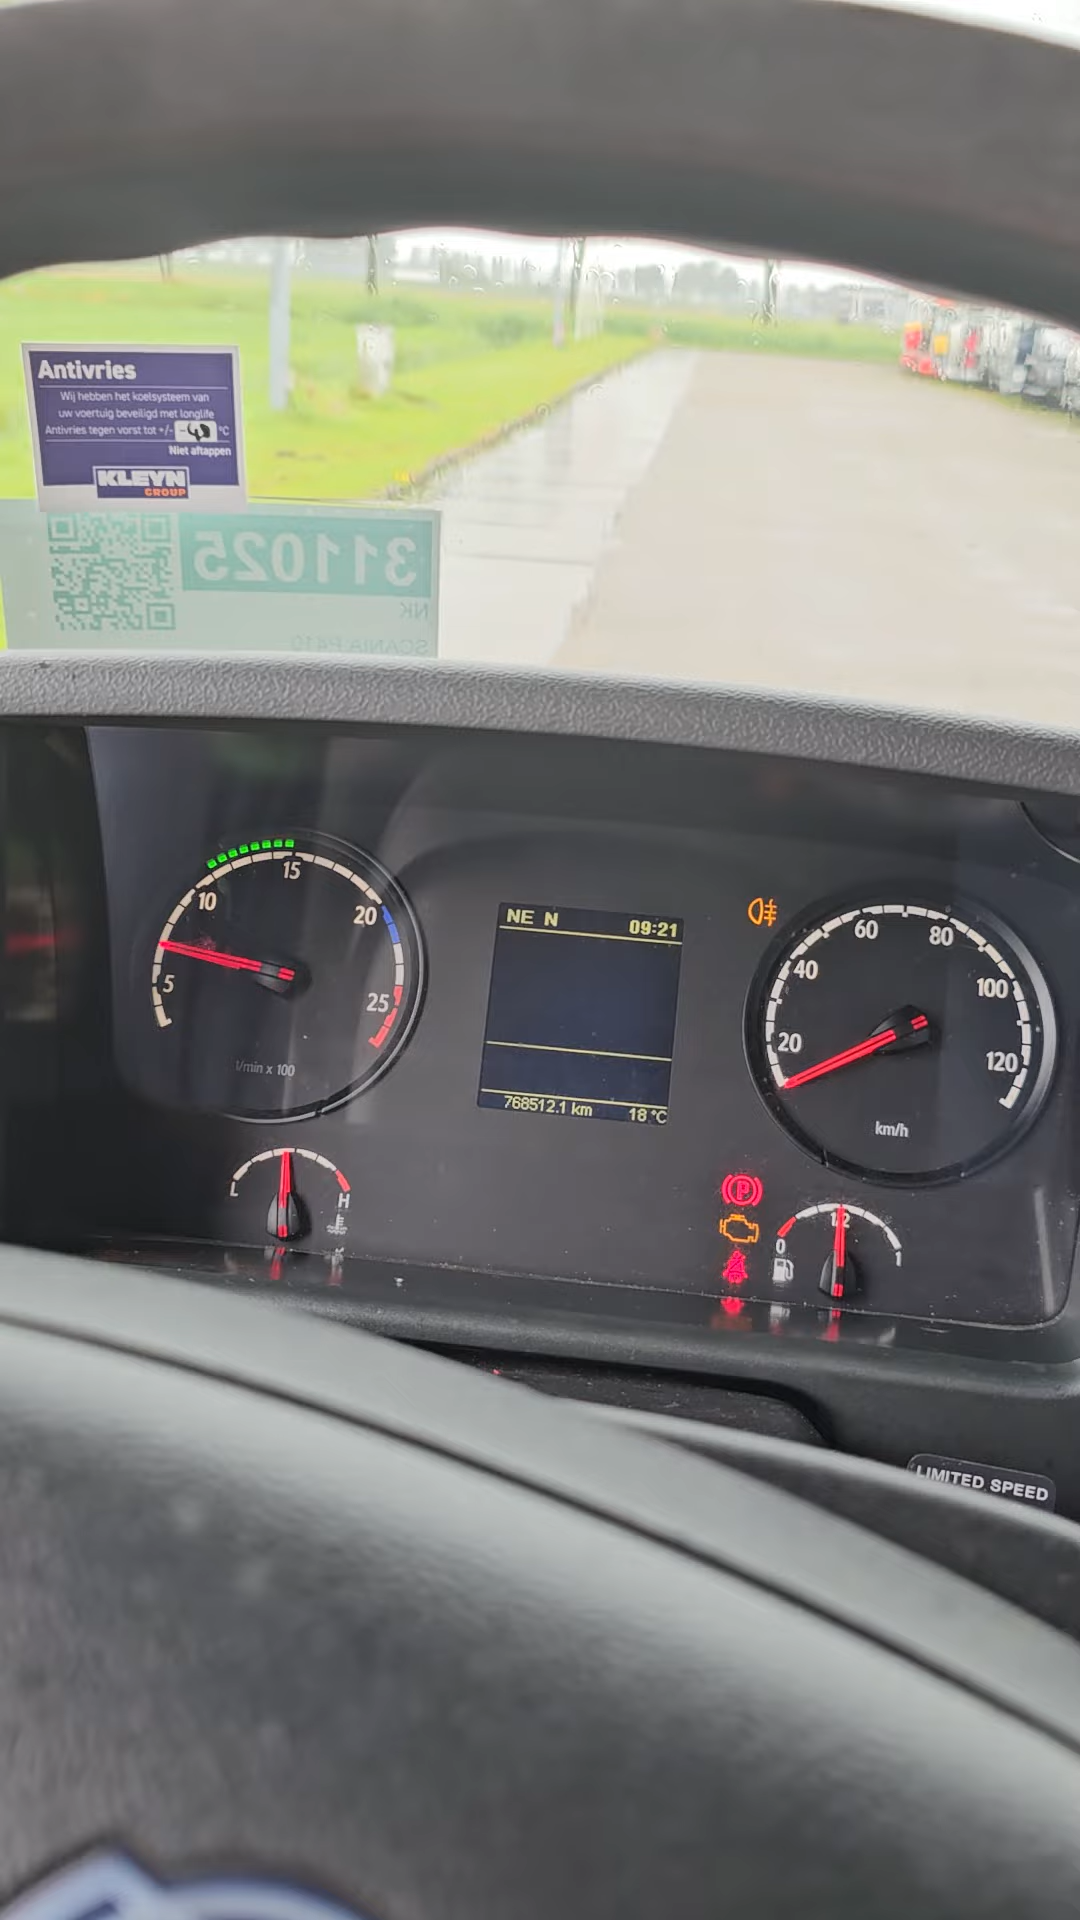 Antivries
Wij hebben het koelsysteem van
uw voertuig beveiligd met longlife
Antivries tegen vorst tot +/- °C
Niet aftappen
KLEYN
GROUP
311025
NK
SCANIA P410
5
10
15
20
25
1/min x 100
NE N 09:21
768512.1 km 18 °C
20
40
60
80
100
120
km/h
L
H
P
0
1/2
1
LIMITED SPEED